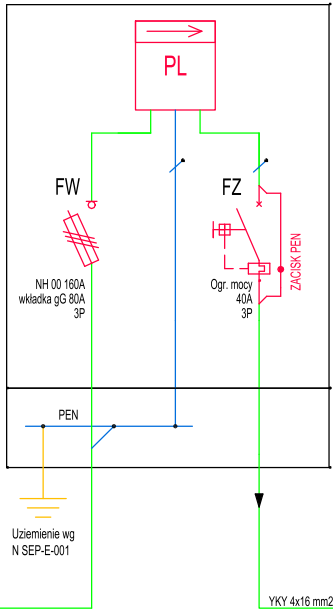 PL
FW
FZ
NH 00 160A
wkładka gG 80A
3P
Ogr. mocy
40A
3P
ZACISK PEN
PEN
Uziemienie wg
N SEP-E-001
YKY 4x16 mm2